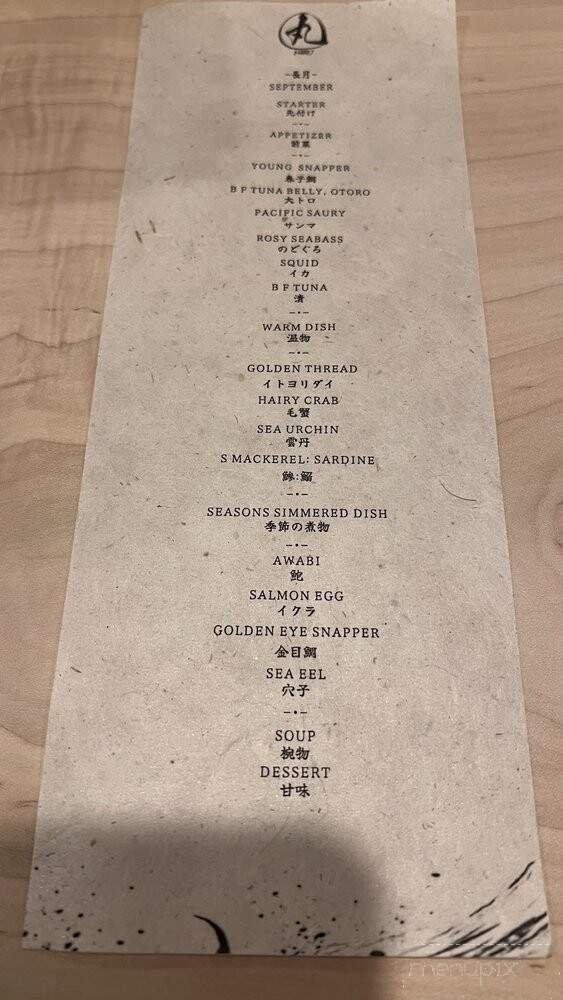 丸
-長月-
SEPTEMBER
STARTER
先付け
APPETIZER
前菜
YOUNG SNAPPER
春子鯛
B F TUNA BELLY, OTORO
大トロ
PACIFIC SAURY
サンマ
ROSY SEABASS
のどぐろ
SQUID
イカ
B F TUNA
漬
WARM DISH
温物
GOLDEN THREAD
イトヨリダイ
HAIRY CRAB
毛蟹
SEA URCHIN
雲丹
S MACKEREL: SARDINE
鯵:鰯
SEASONS SIMMERED DISH
季節の煮物
AWABI
鮑
SALMON EGG
イクラ
GOLDEN EYE SNAPPER
金目鯛
SEA EEL
穴子
SOUP
椀物
DESSERT
甘味
menupix